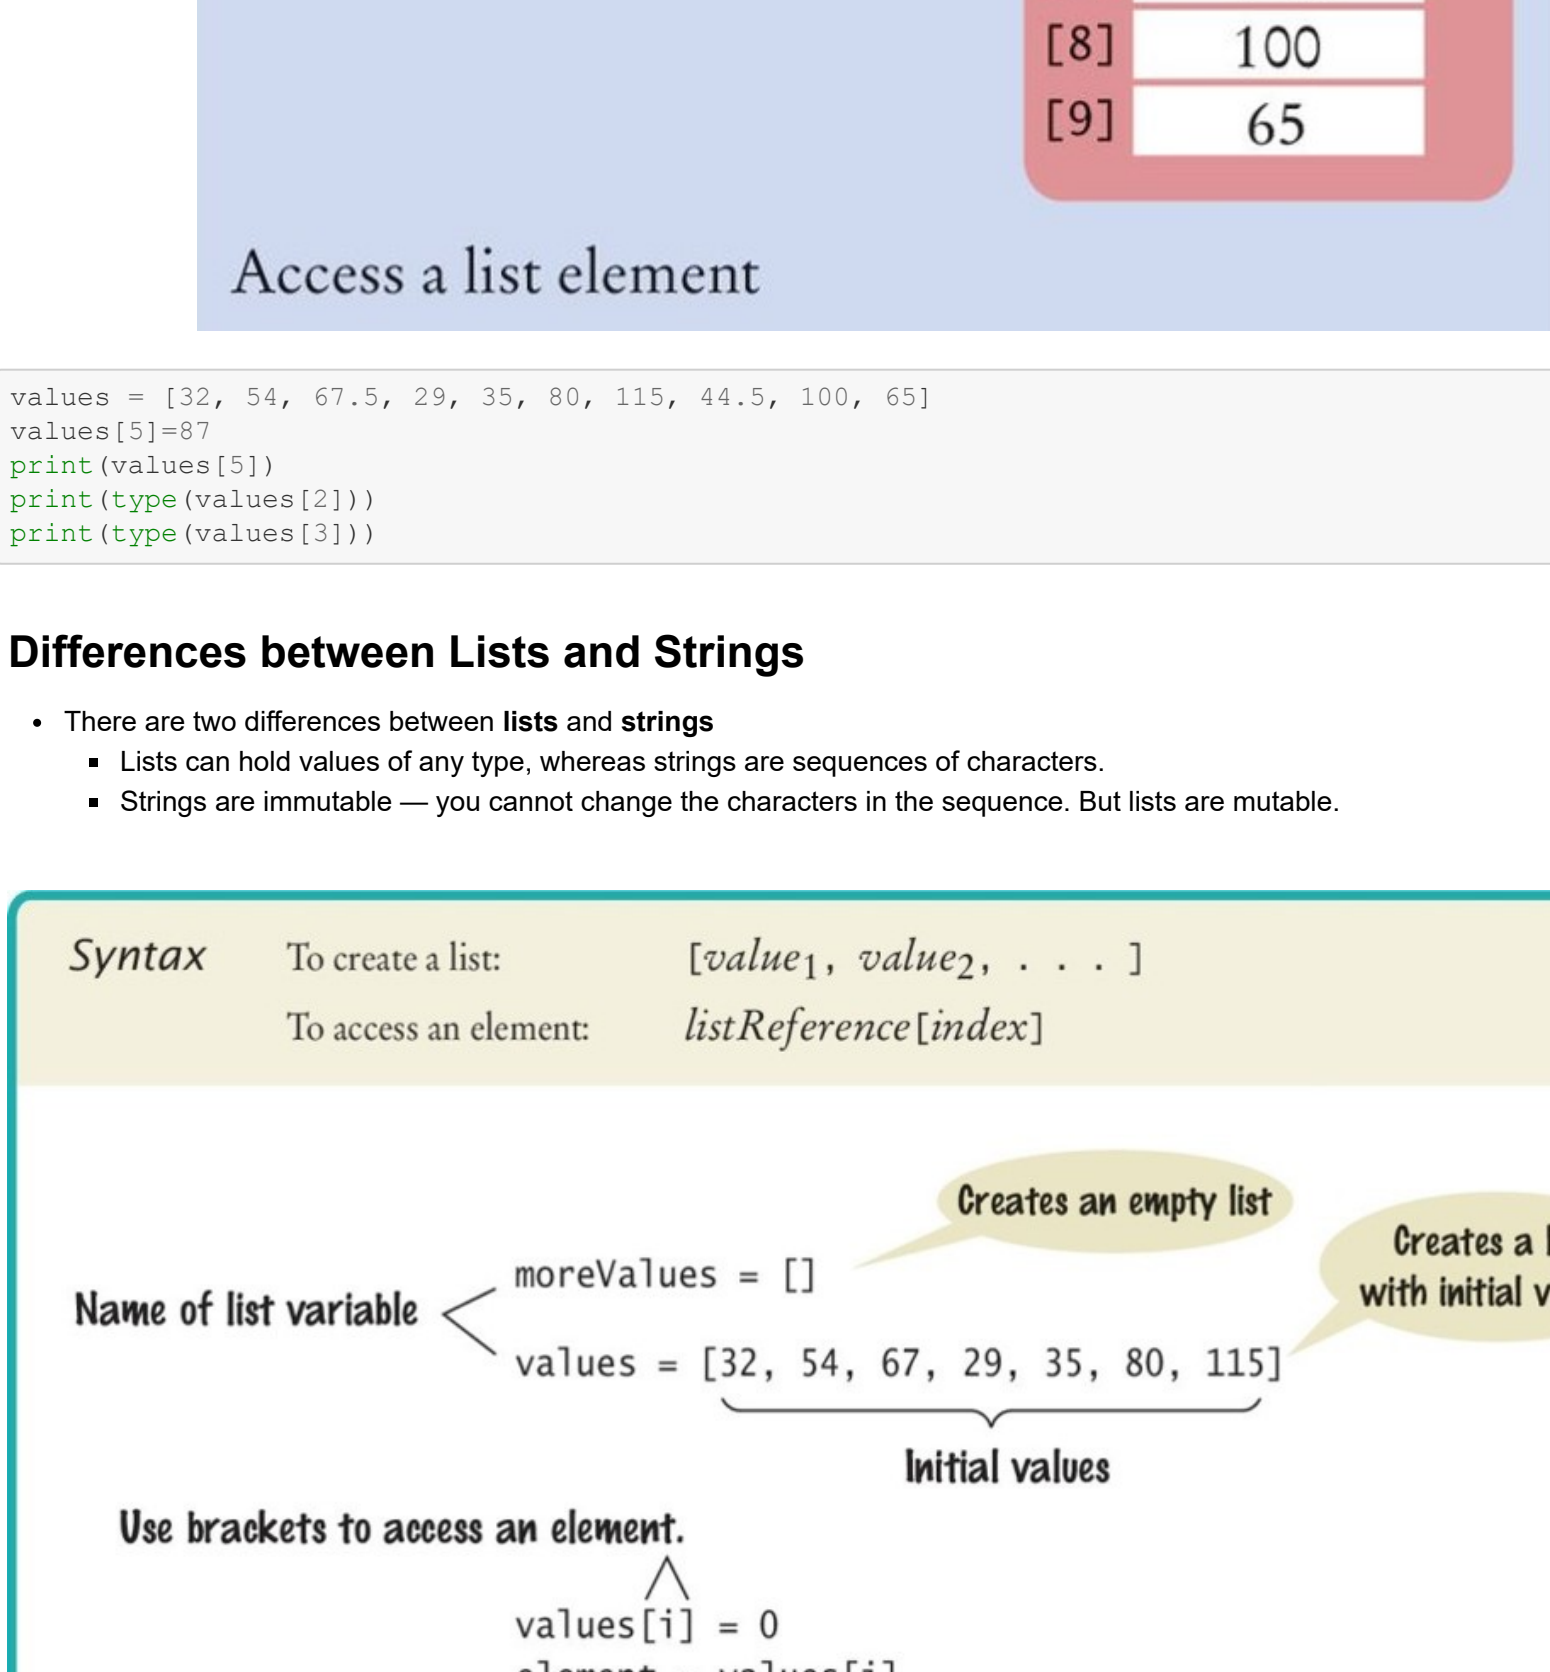 [8] 100
[9] 65
Access a list element
values = [32, 54, 67.5, 29, 35, 80, 115, 44.5, 100, 65]
values[5]=87
print(values[5])
print(type(values[2]))
print(type(values[3]))
Differences between Lists and Strings
• There are two differences between lists and strings
▪ Lists can hold values of any type, whereas strings are sequences of characters.
▪ Strings are immutable — you cannot change the characters in the sequence. But lists are mutable.
Syntax To create a list: [value1, value2, . . . ]
To access an element: listReference[index]
Creates an empty list
Creates a
moreValues = []
with initial
Name of list variable
values = [32, 54, 67, 29, 35, 80, 115]
Initial values
Use brackets to access an element.
values[i] = 0
element = values[i]